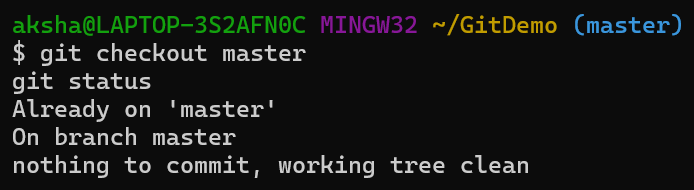 aksha@LAPTOP-3S2AFN0C MINGW32 ~/GitDemo (master)
$ git checkout master
git status
Already on 'master'
On branch master
nothing to commit, working tree clean